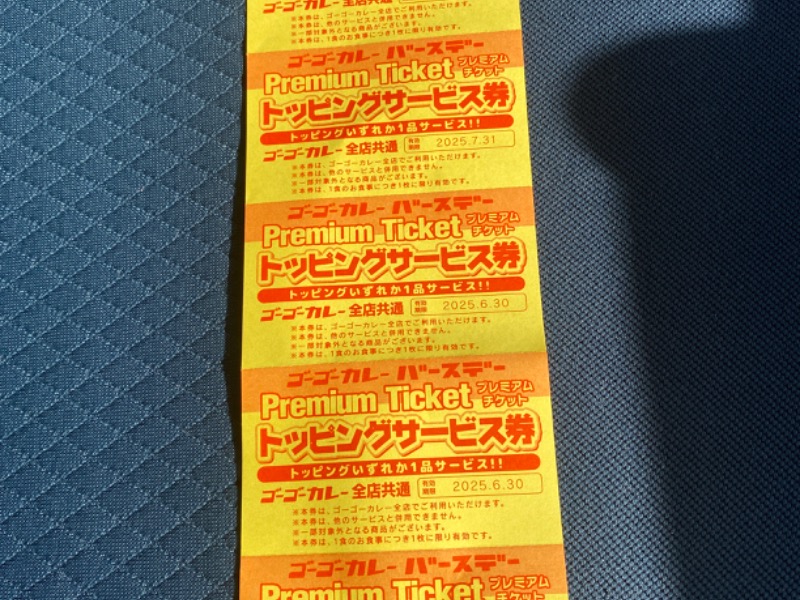 ゴーゴーカレー 全店共通
※本券は、ゴーゴーカレー全店でご利用いただけます。
※本券は、他のサービスと併用できません。
※一部対象外となる商品がございます。
※本券は、1食のお食事につき1枚に限り有効です。
ゴーゴーカレー バースデー
Premium Ticket プレミアムチケット
トッピングサービス券
トッピングいずれか1品サービス!!
ゴーゴーカレー 全店共通 有効期限 2025.7.31
※本券は、ゴーゴーカレー全店でご利用いただけます。
※本券は、他のサービスと併用できません。
※一部対象外となる商品がございます。
※本券は、1食のお食事につき1枚に限り有効です。
ゴーゴーカレー バースデー
Premium Ticket プレミアムチケット
トッピングサービス券
トッピングいずれか1品サービス!!
ゴーゴーカレー 全店共通 有効期限 2025.6.30
※本券は、ゴーゴーカレー全店でご利用いただけます。
※本券は、他のサービスと併用できません。
※一部対象外となる商品がございます。
※本券は、1食のお食事につき1枚に限り有効です。
ゴーゴーカレー バースデー
Premium Ticket プレミアムチケット
トッピングサービス券
トッピングいずれか1品サービス!!
ゴーゴーカレー 全店共通 有効期限 2025.6.30
※本券は、ゴーゴーカレー全店でご利用いただけます。
※本券は、他のサービスと併用できません。
※一部対象外となる商品がございます。
※本券は、1食のお食事につき1枚に限り有効です。
ゴーゴーカレー バースデー
Premium Ticket プレミアムチケット